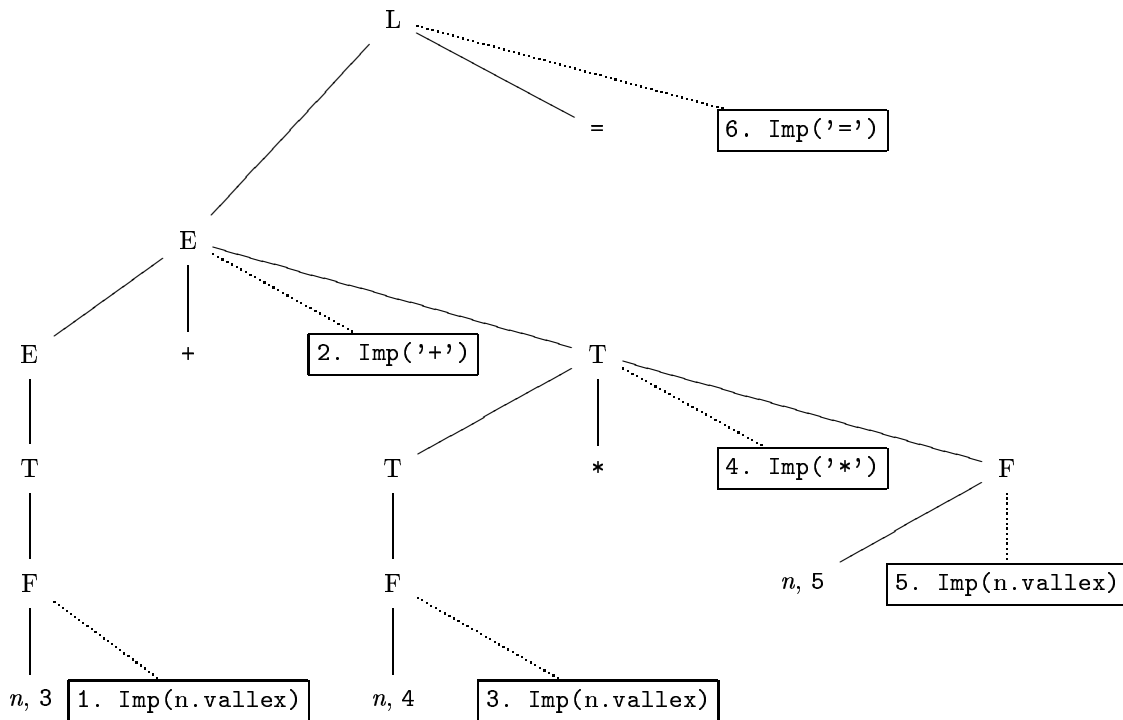 L
= 6. Imp('=')
E
E + 2. Imp('+') T
T T * 4. Imp('*') F
F F n, 5 5. Imp(n.vallex)
n, 3 1. Imp(n.vallex) n, 4 3. Imp(n.vallex)